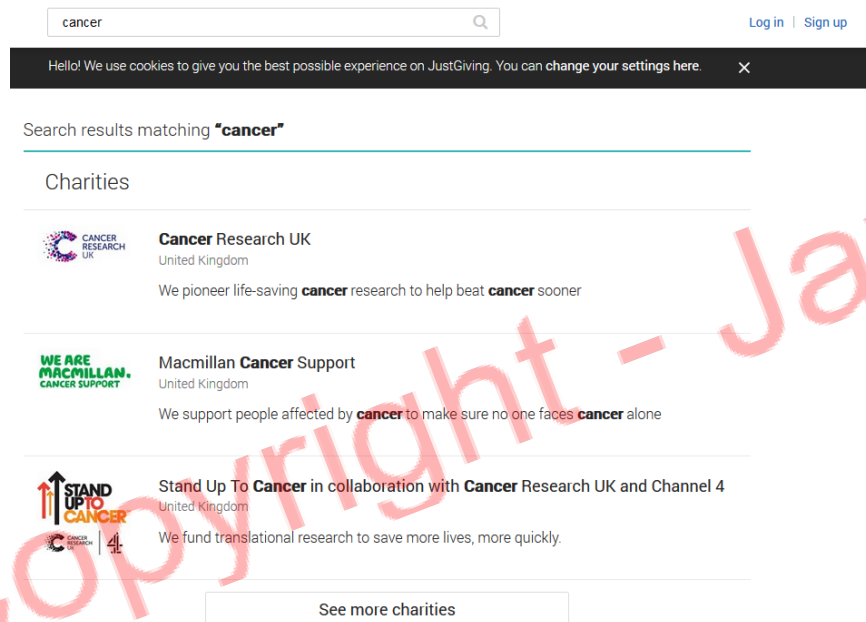 cancer
Log in | Sign up
Hello! We use cookies to give you the best possible experience on JustGiving. You can change your settings here. ×
Search results matching “cancer”
Charities
CANCER
RESEARCH
UK
Cancer Research UK
United Kingdom
We pioneer life-saving cancer research to help beat cancer sooner
WE ARE
MACMILLAN.
CANCER SUPPORT
Macmillan Cancer Support
United Kingdom
We support people affected by cancer to make sure no one faces cancer alone
STAND
UP TO
CANCER
CANCER
RESEARCH
UK
4
Stand Up To Cancer in collaboration with Cancer Research UK and Channel 4
United Kingdom
We fund translational research to save more lives, more quickly.
See more charities
Copyright - Ja